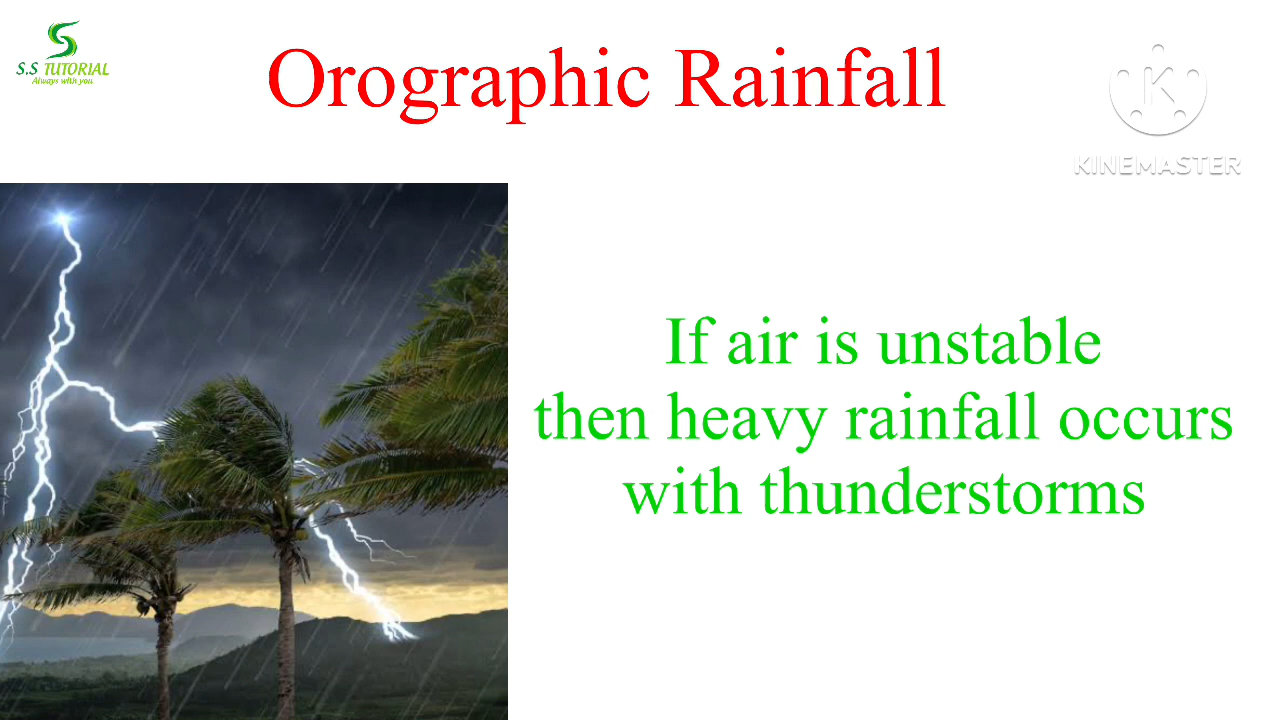 S.S TUTORIAL
Always with you
Orographic Rainfall
K
KINEMASTER
If air is unstable
then heavy rainfall occurs
with thunderstorms